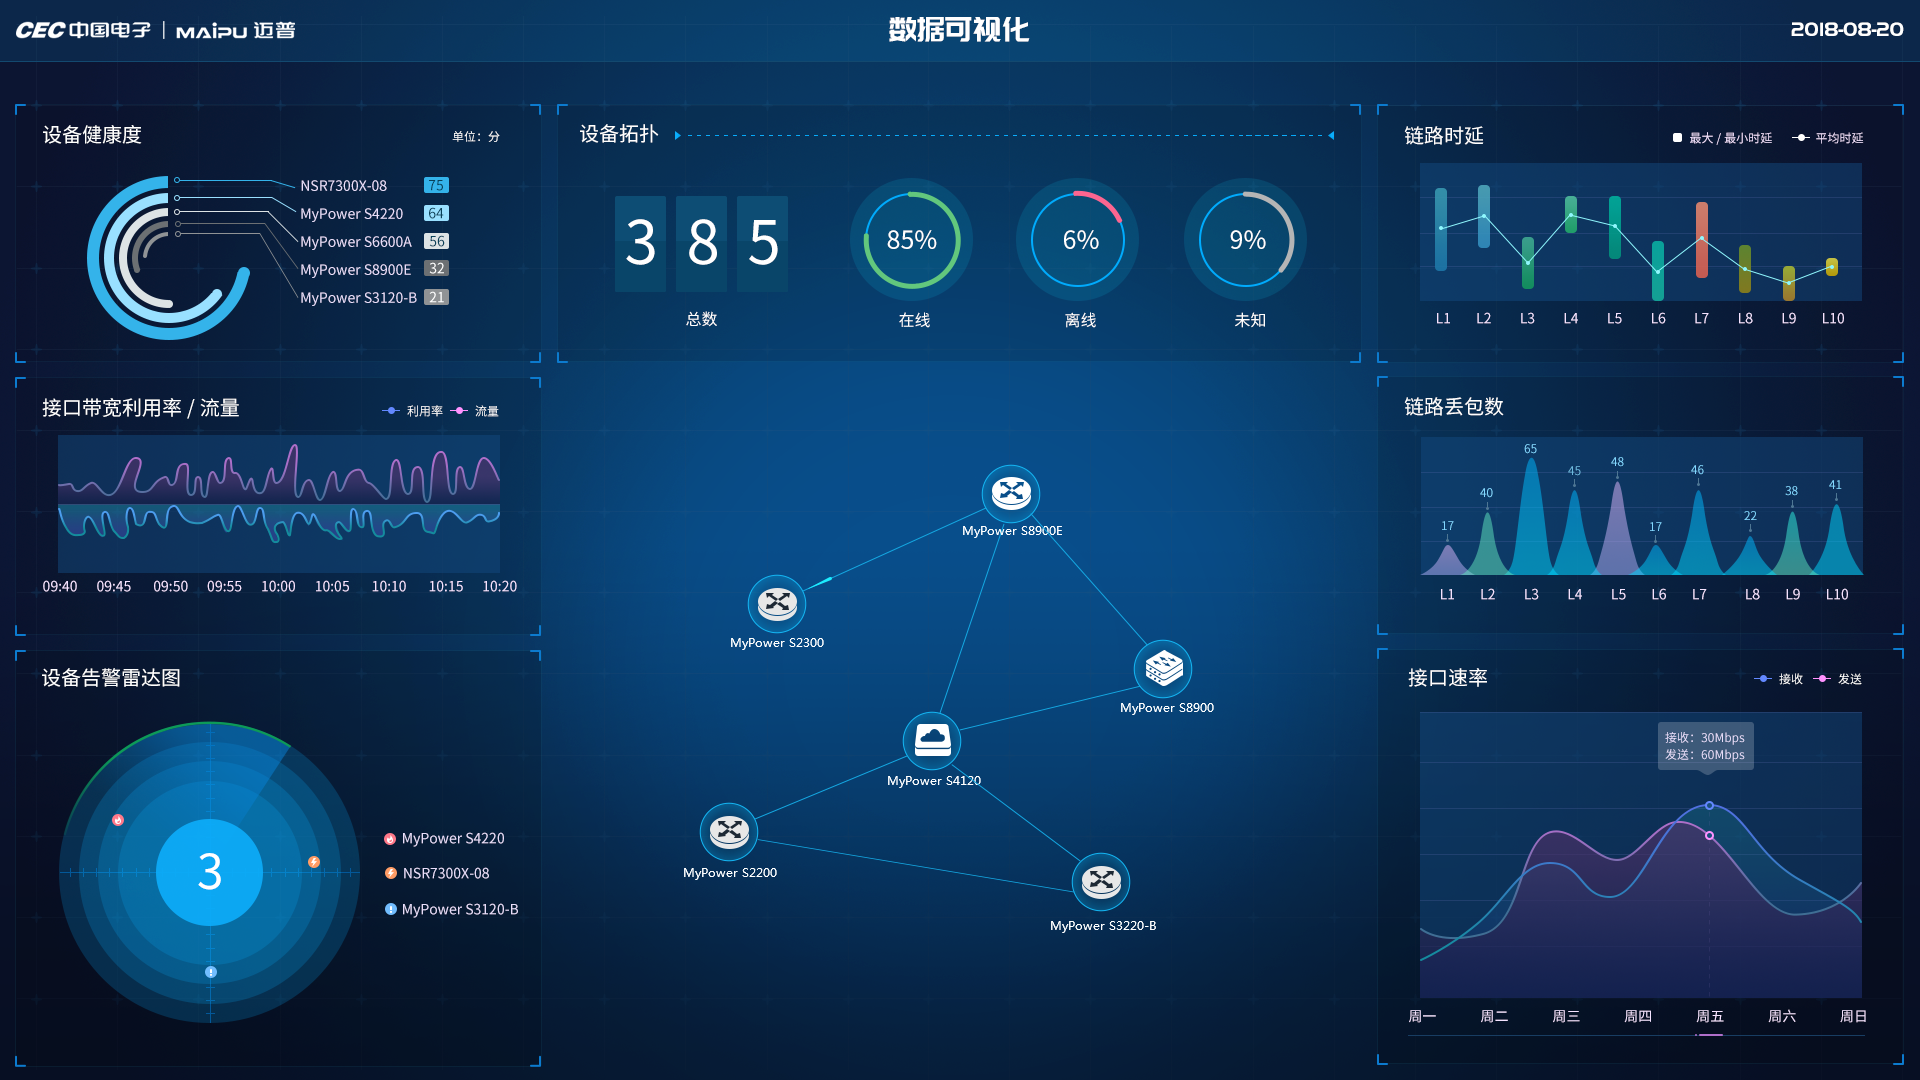 CEC 中国电子 | MAIPU 迈普
数据可视化
2018-08-20
设备健康度
单位：分
NSR7300X-08 75
MyPower S4220 64
MyPower S6600A 56
MyPower S8900E 32
MyPower S3120-B 21
设备拓扑
385
总数
85%
在线
6%
离线
9%
未知
链路时延
最大 / 最小时延 平均时延
L1 L2 L3 L4 L5 L6 L7 L8 L9 L10
接口带宽利用率 / 流量
利用率 流量
09:40 09:45 09:50 09:55 10:00 10:05 10:10 10:15 10:20
MyPower S8900E
MyPower S2300
MyPower S8900
MyPower S4120
MyPower S2200
MyPower S3220-B
链路丢包数
17 40 65 45 48 17 46 22 38 41
L1 L2 L3 L4 L5 L6 L7 L8 L9 L10
设备告警雷达图
3
MyPower S4220
NSR7300X-08
MyPower S3120-B
接口速率
接收 发送
接收：30Mbps
发送：60Mbps
周一 周二 周三 周四 周五 周六 周日